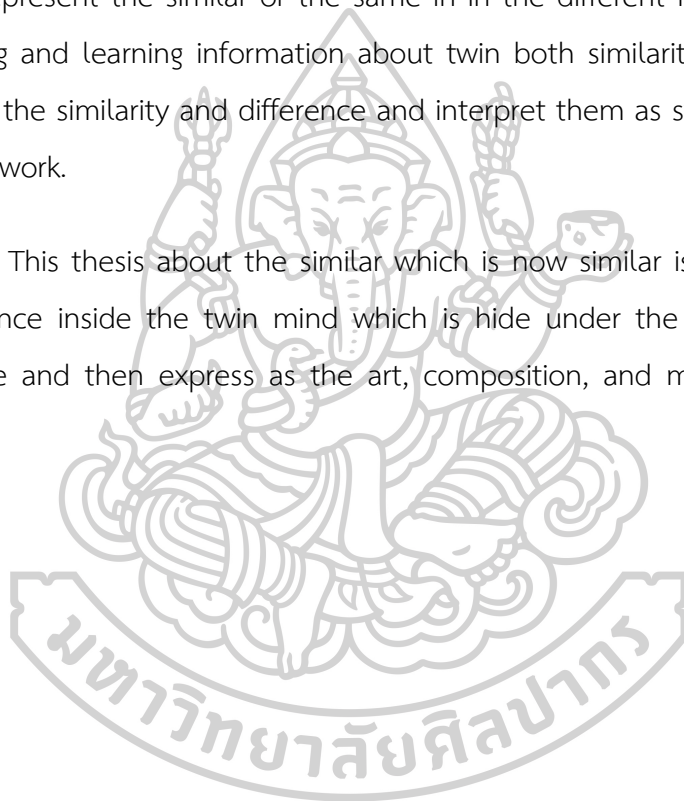 present the similar or the same in in the different
g and learning information about twin both similarit
the similarity and difference and interpret them as s
work.
This thesis about the similar which is now similar is
nce inside the twin mind which is hide under the
e and then express as the art, composition, and m
มหาวิทยาลัยศิลปากร